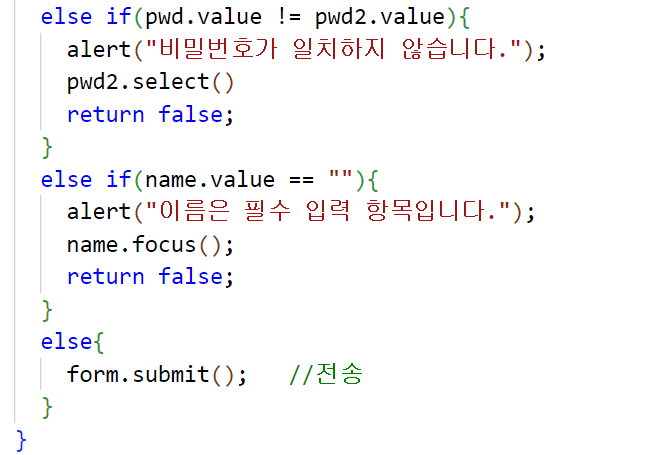 else if(pwd.value != pwd2.value){
alert("비밀번호가 일치하지 않습니다.");
pwd2.select()
return false;
}
else if(name.value == ""){
alert("이름은 필수 입력 항목입니다.");
name.focus();
return false;
}
else{
form.submit();   //전송
}
}